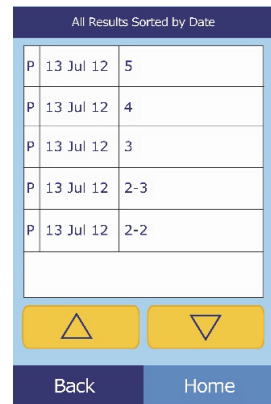 All Results Sorted by Date
P 13 Jul 12 5
P 13 Jul 12 4
P 13 Jul 12 3
P 13 Jul 12 2-3
P 13 Jul 12 2-2
Back Home